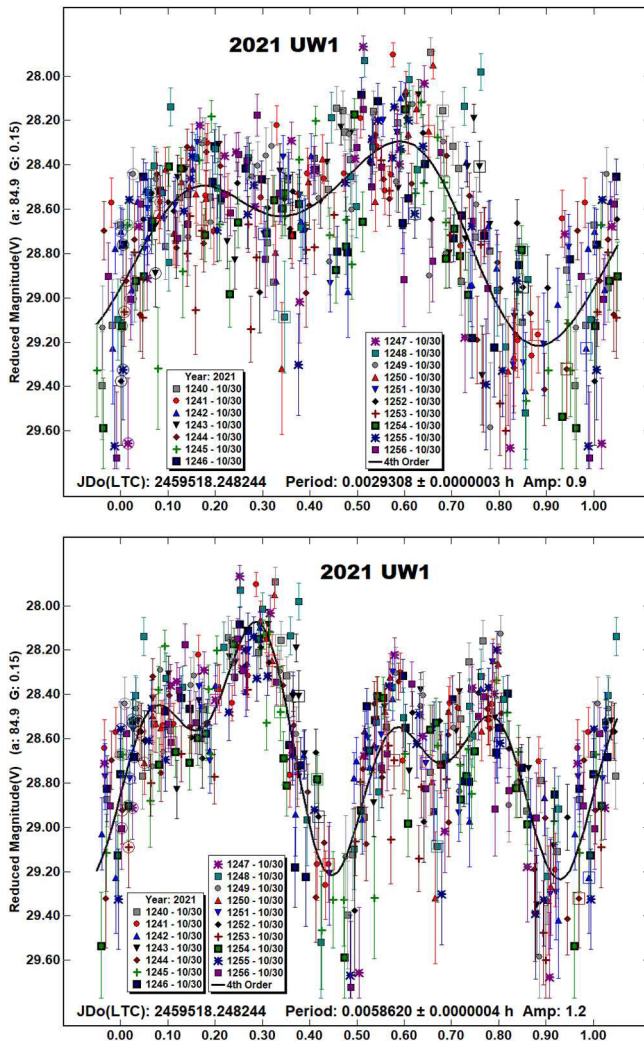 2021 UW1
28.00
28.20
28.40
28.60
28.80
29.00
29.20
29.40
29.60
Reduced Magnitude(V) (a: 84.9 G: 0.15)
Year: 2021
1240 - 10/30
1241 - 10/30
1242 - 10/30
1243 - 10/30
1244 - 10/30
1245 - 10/30
1246 - 10/30
1247 - 10/30
1248 - 10/30
1249 - 10/30
1250 - 10/30
1251 - 10/30
1252 - 10/30
1253 - 10/30
1254 - 10/30
1255 - 10/30
1256 - 10/30
4th Order
JDo(LTC): 2459518.248244 Period: 0.0029308 ± 0.0000003 h Amp: 0.9
0.00 0.10 0.20 0.30 0.40 0.50 0.60 0.70 0.80 0.90 1.00
2021 UW1
28.00
28.20
28.40
28.60
28.80
29.00
29.20
29.40
29.60
Reduced Magnitude(V) (a: 84.9 G: 0.15)
Year: 2021
1240 - 10/30
1241 - 10/30
1242 - 10/30
1243 - 10/30
1244 - 10/30
1245 - 10/30
1246 - 10/30
1247 - 10/30
1248 - 10/30
1249 - 10/30
1250 - 10/30
1251 - 10/30
1252 - 10/30
1253 - 10/30
1254 - 10/30
1255 - 10/30
1256 - 10/30
4th Order
JDo(LTC): 2459518.248244 Period: 0.0058620 ± 0.0000004 h Amp: 1.2
0.00 0.10 0.20 0.30 0.40 0.50 0.60 0.70 0.80 0.90 1.00